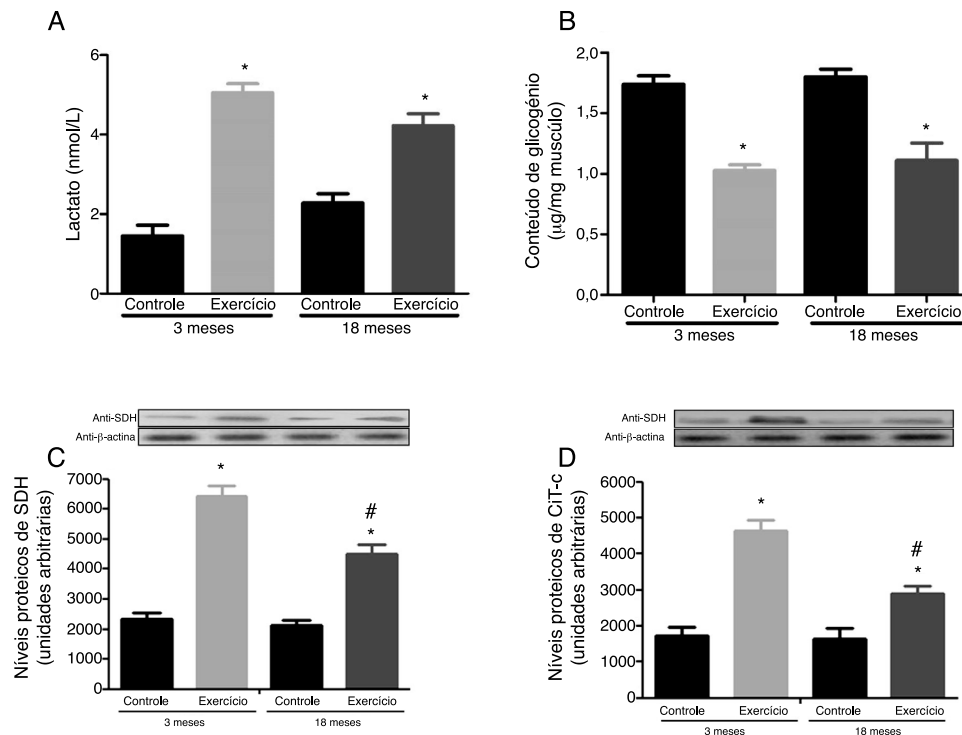 A
Lactato (nmol/L)
6
4
2
0
*
*
Controle Exercício Controle Exercício
3 meses 18 meses
B
Conteúdo de glicogénio
(µg/mg muscúlo)
2,0
1,5
1,0
0,5
0,0
*
*
Controle Exercício Controle Exercício
3 meses 18 meses
Anti-SDH
Anti-β-actina
C
Níveis proteicos de SDH
(unidades arbitrárias)
7000
6000
5000
4000
3000
2000
1000
0
*
#
*
Controle Exercício Controle Exercício
3 meses 18 meses
Anti-SDH
Anti-β-actina
D
Níveis proteicos de CiT-c
(unidades arbitrárias)
6000
5000
4000
3000
2000
1000
0
*
#
*
Controle Exercício Controle Exercício
3 meses 18 meses